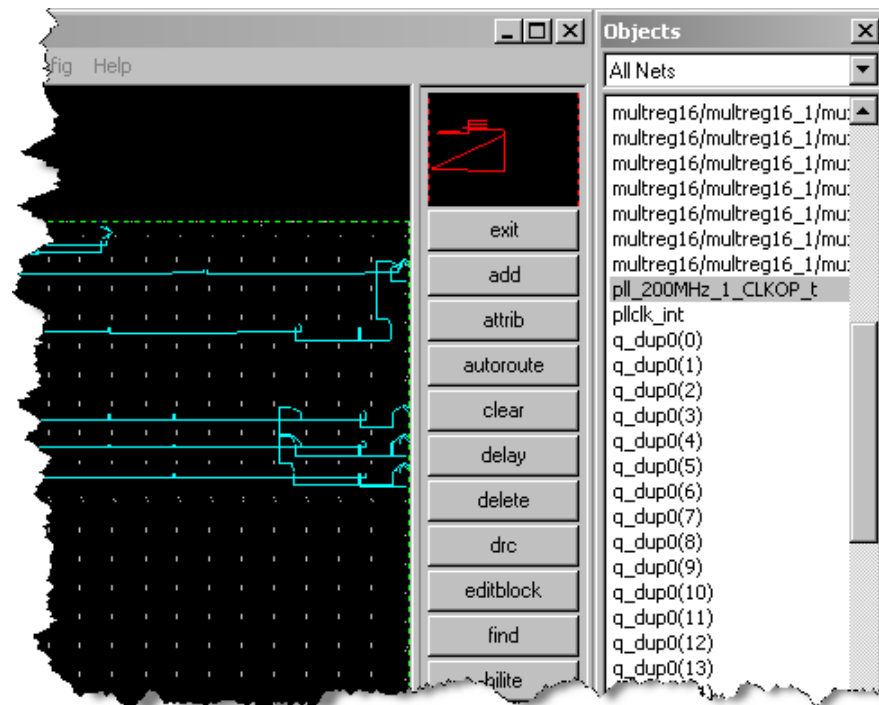 Objects
fig Help
All Nets
multreg16/multreg16_1/mu
multreg16/multreg16_1/mu
multreg16/multreg16_1/mu
multreg16/multreg16_1/mu
multreg16/multreg16_1/mu
multreg16/multreg16_1/mu
multreg16/multreg16_1/mu
pll_200MHz_1_CLKOP_t
pllclk_int
q_dup0(0)
q_dup0(1)
q_dup0(2)
q_dup0(3)
q_dup0(4)
q_dup0(5)
q_dup0(6)
q_dup0(7)
q_dup0(8)
q_dup0(9)
q_dup0(10)
q_dup0(11)
q_dup0(12)
q_dup0(13)
exit
add
attrib
autoroute
clear
delay
delete
drc
editblock
find
hilite